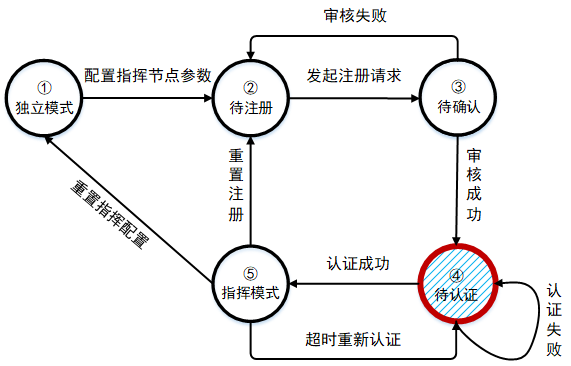 审核失败
配置指挥节点参数
发起注册请求
①
独立模式
②
待注册
③
待确认
重置注册
审核成功
重置指挥配置
⑤
指挥模式
认证成功
④
待认证
认证失败
超时重新认证